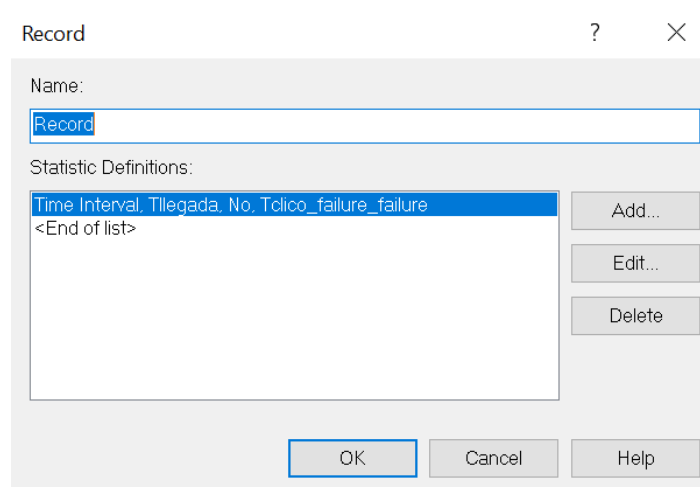 Record ?
Name:
Record
Statistic Definitions:
Time Interval, Tllegada, No, Tclico_failure_failure
<End of list>
Add...
Edit...
Delete
OK Cancel Help